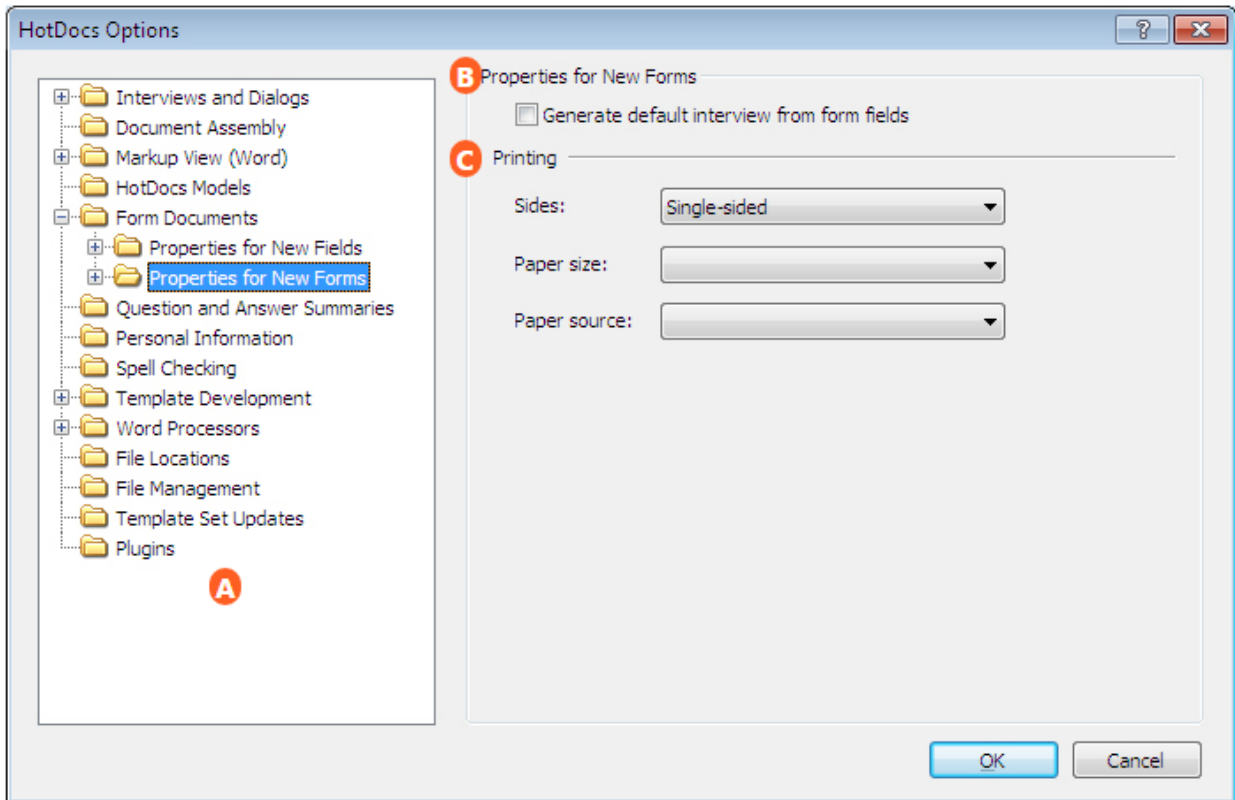 HotDocs Options
Interviews and Dialogs
Document Assembly
Markup View (Word)
HotDocs Models
Form Documents
Properties for New Fields
Properties for New Forms
Question and Answer Summaries
Personal Information
Spell Checking
Template Development
Word Processors
File Locations
File Management
Template Set Updates
Plugins
A
B Properties for New Forms
Generate default interview from form fields
C Printing
Sides: Single-sided
Paper size:
Paper source:
OK Cancel